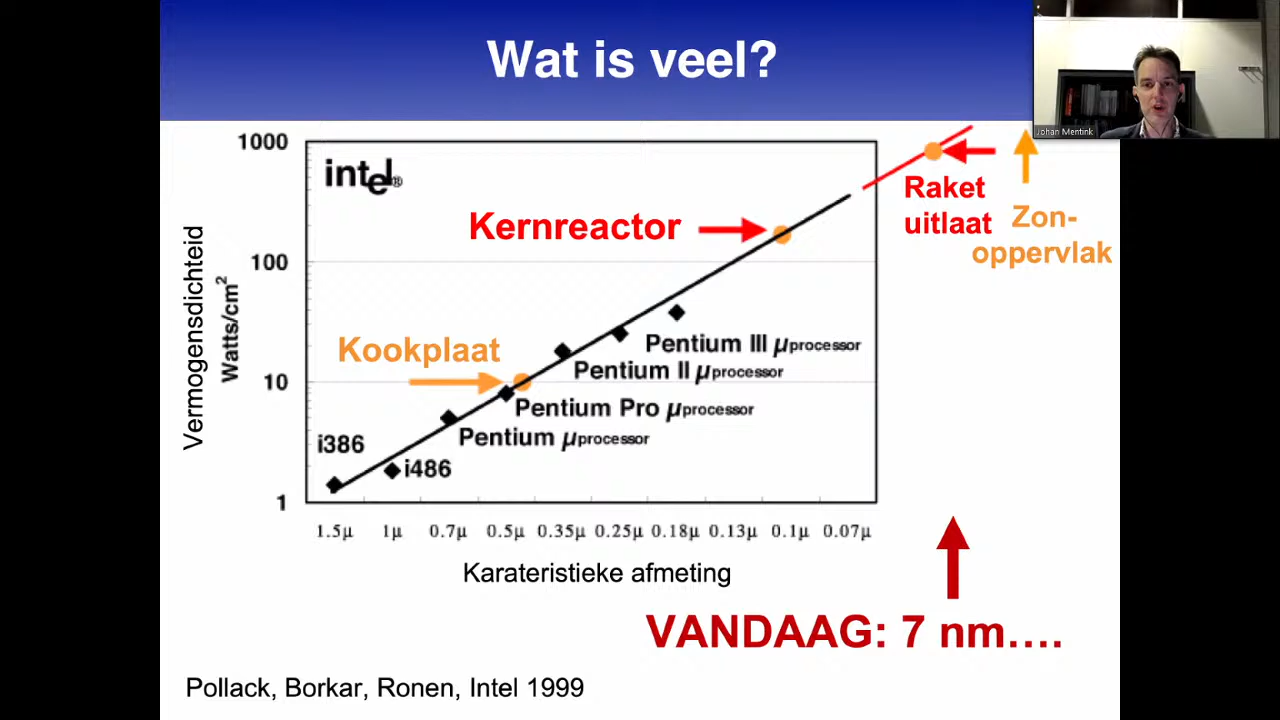 Wat is veel?
Johan Mentink
1000
intel®
Raket
uitlaat
Zon-
oppervlak
Kernreactor
Vermogensdichteid
Watts/cm²
100
Kookplaat
Pentium III µprocessor
Pentium II µprocessor
10
Pentium Pro µprocessor
Pentium µprocessor
i386
i486
1
1.5µ 1µ 0.7µ 0.5µ 0.35µ 0.25µ 0.18µ 0.13µ 0.1µ 0.07µ
Karateristieke afmeting
VANDAAG: 7 nm....
Pollack, Borkar, Ronen, Intel 1999